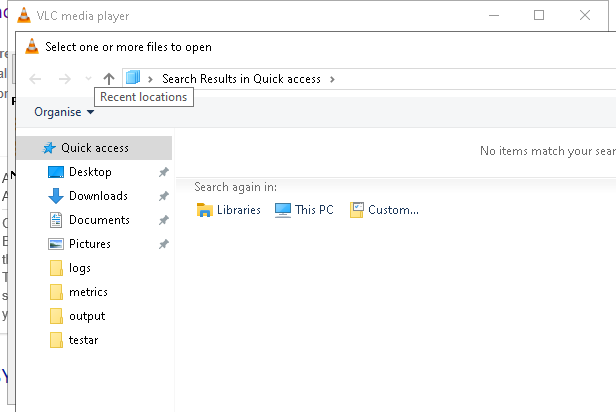 VLC media player
Select one or more files to open
Search Results in Quick access
Recent locations
Organise
Quick access
Desktop
Downloads
Documents
Pictures
logs
metrics
output
testar
No items match your sear
Search again in:
Libraries
This PC
Custom...